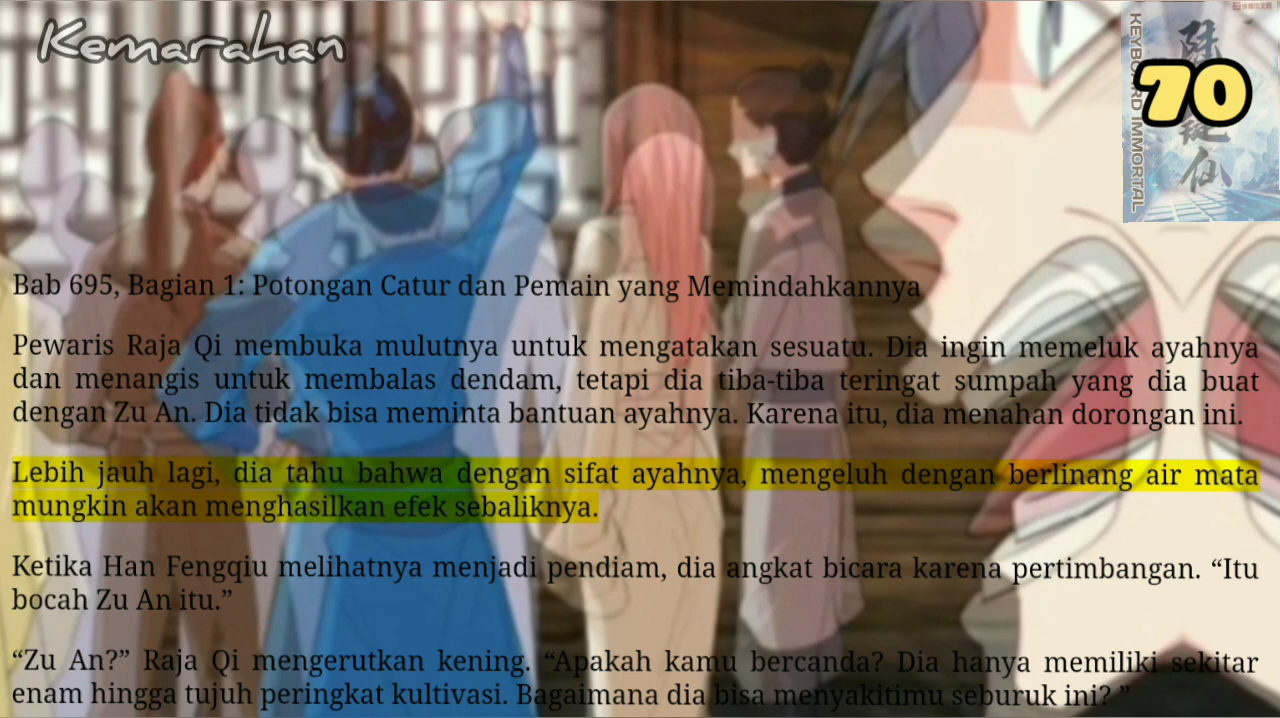 Kemarahan
70
KEYBOARD IMMORTAL
Bab 695, Bagian 1: Potongan Catur dan Pemain yang Memindahkannya
Pewaris Raja Qi membuka mulutnya untuk mengatakan sesuatu. Dia ingin memeluk ayahnya
dan menangis untuk membalas dendam, tetapi dia tiba-tiba teringat sumpah yang dia buat
dengan Zu An. Dia tidak bisa meminta bantuan ayahnya. Karena itu, dia menahan dorongan ini.
Lebih jauh lagi, dia tahu bahwa dengan sifat ayahnya, mengeluh dengan berlinang air mata
mungkin akan menghasilkan efek sebaliknya.
Ketika Han Fengqiu melihatnya menjadi pendiam, dia angkat bicara karena pertimbangan. “Itu
bocah Zu An itu.”
“Zu An?” Raja Qi mengerutkan kening. “Apakah kamu bercanda? Dia hanya memiliki sekitar
enam hingga tujuh peringkat kultivasi. Bagaimana dia bisa menyakitimu seburuk ini? ”